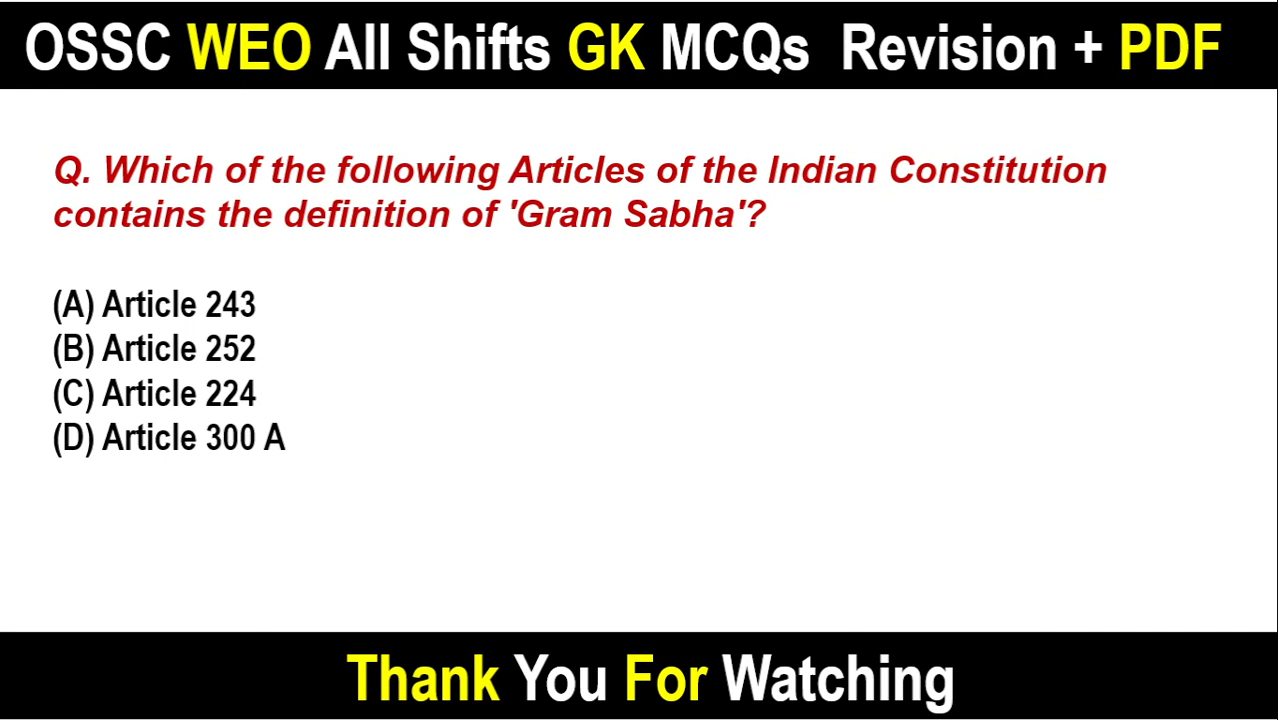 OSSC WEO All Shifts GK MCQs Revision + PDF
Q. Which of the following Articles of the Indian Constitution
contains the definition of 'Gram Sabha'?
(A) Article 243
(B) Article 252
(C) Article 224
(D) Article 300 A
Thank You For Watching